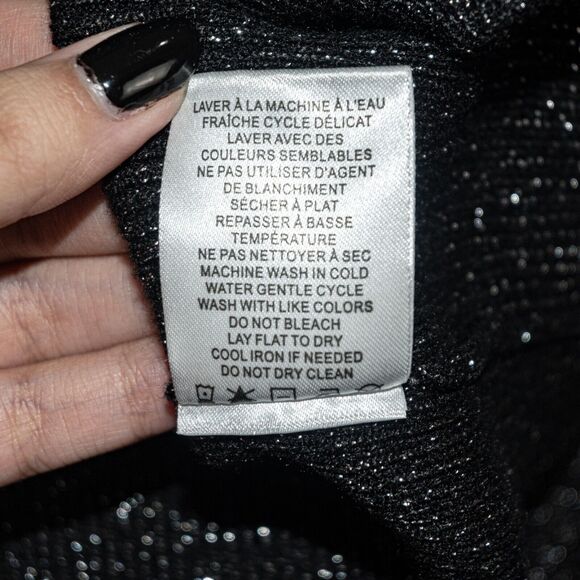 LAVER À LA MACHINE À L'EAU
FRAÎCHE CYCLE DÉLICAT
LAVER AVEC DES
COULEURS SEMBLABLES
NE PAS UTILISER D'AGENT
DE BLANCHIMENT
SÉCHER À PLAT
REPASSER À BASSE
TEMPÉRATURE
NE PAS NETTOYER À SEC
MACHINE WASH IN COLD
WATER GENTLE CYCLE
WASH WITH LIKE COLORS
DO NOT BLEACH
LAY FLAT TO DRY
COOL IRON IF NEEDED
DO NOT DRY CLEAN